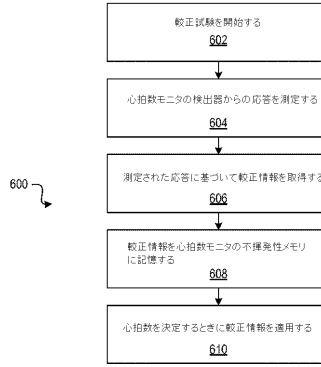 較正試験を開始する
602
心拍数モニタの検出器からの応答を測定する
604
600
測定された応答に基づいて較正情報を取得する
606
較正情報を心拍数モニタの不揮発性メモリ
に記憶する
608
心拍数を決定するときに較正情報を適用する
610